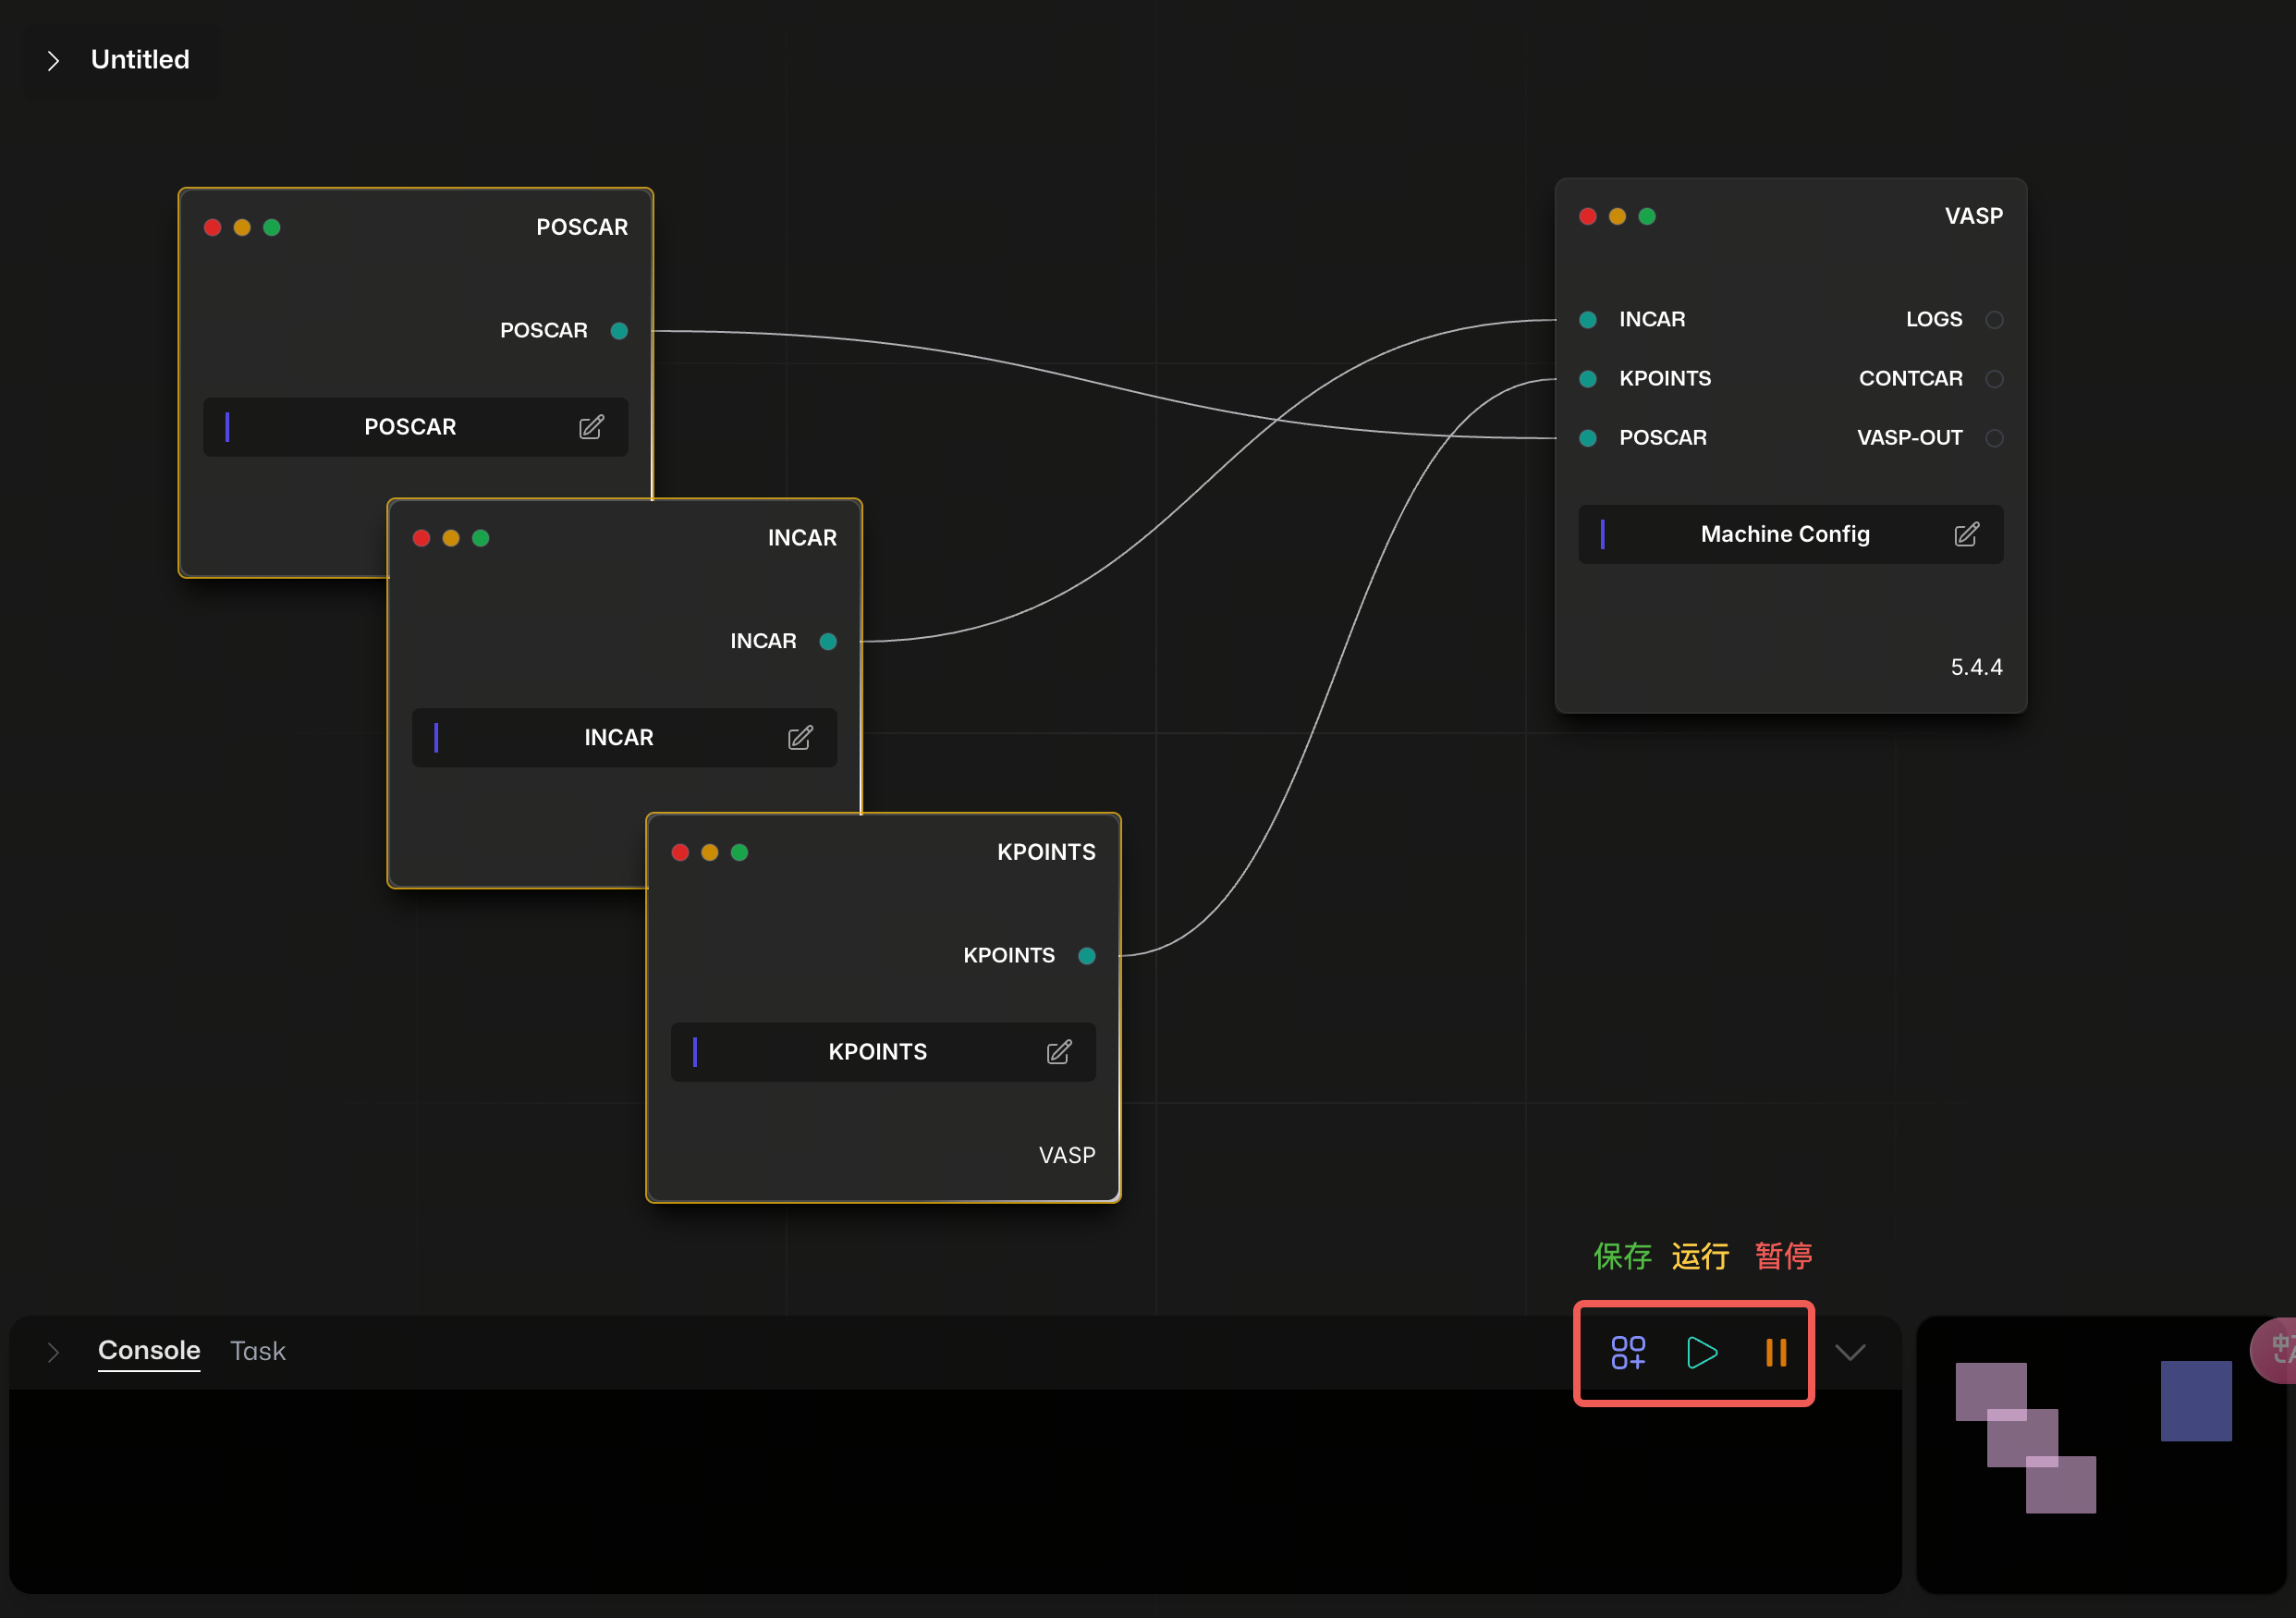 Untitled
POSCAR
POSCAR
POSCAR
INCAR
INCAR
INCAR
KPOINTS
KPOINTS
KPOINTS
VASP
VASP
INCAR LOGS
KPOINTS CONTCAR
POSCAR VASP-OUT
Machine Config
5.4.4
保存 运行 暂停
Console Task